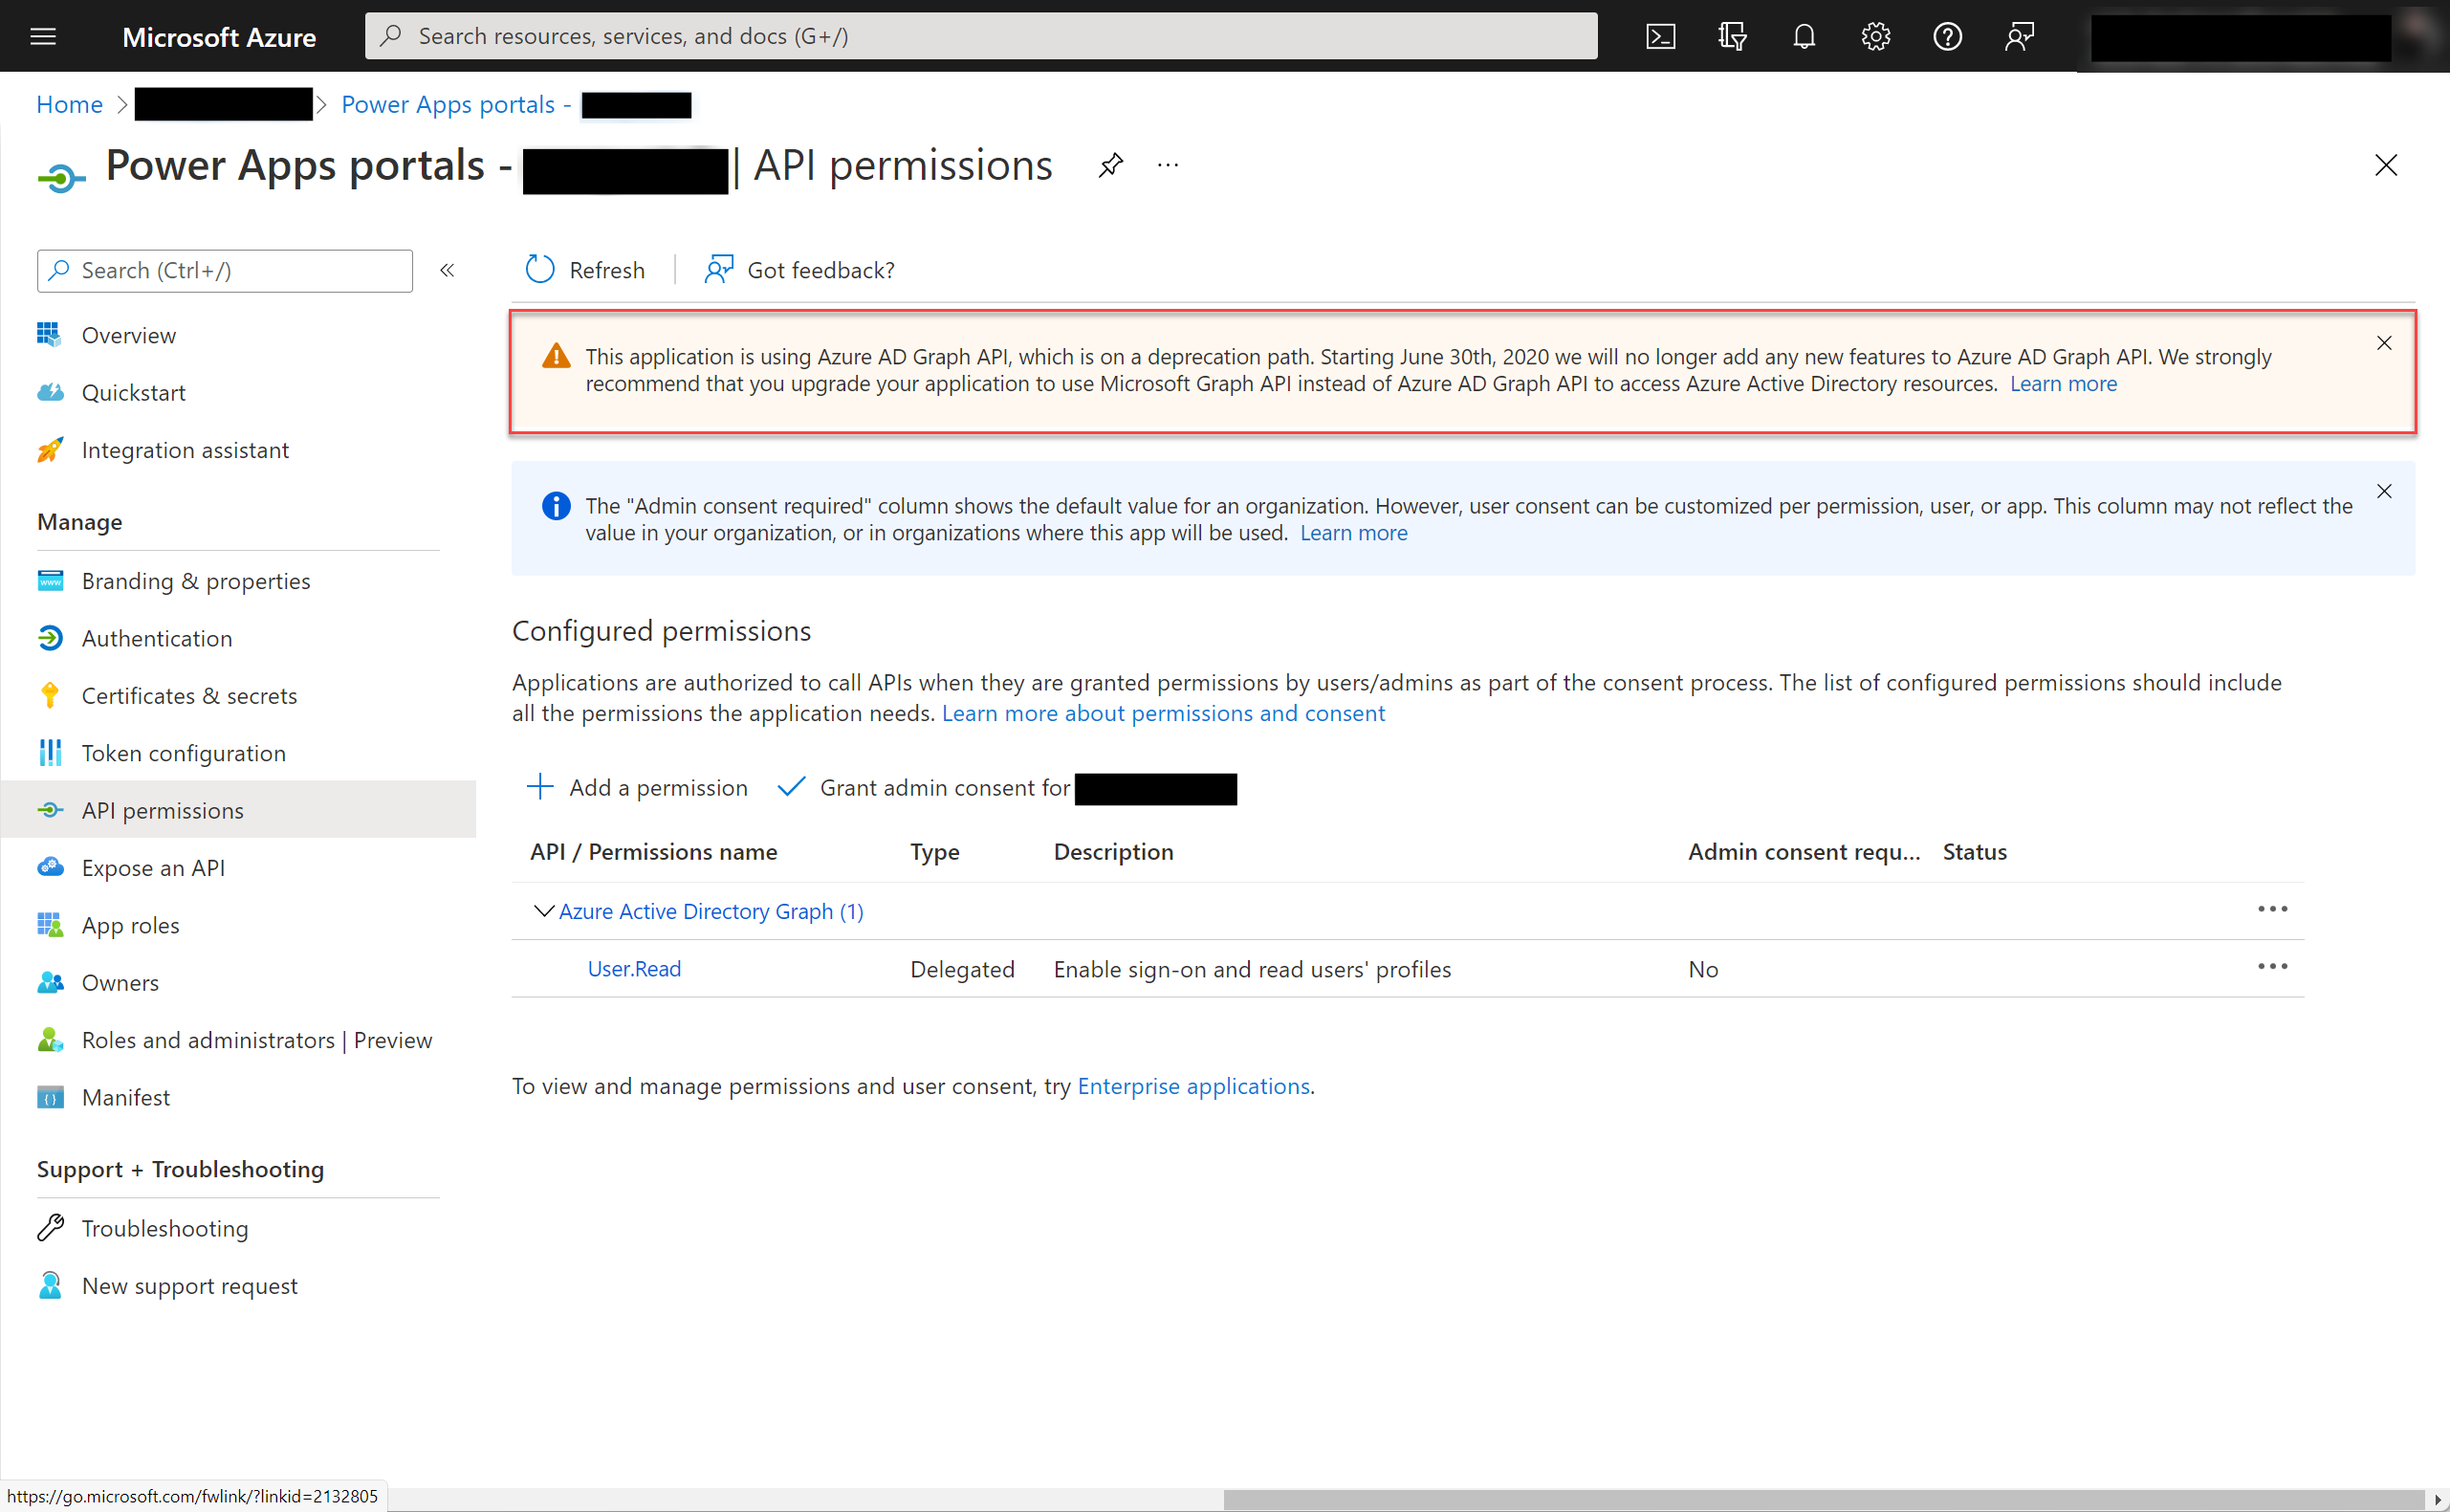 Microsoft Azure
Search resources, services, and docs (G+/)
Home > > Power Apps portals -
Power Apps portals - | API permissions ...
Search (Ctrl+/) «
Overview
Quickstart
Integration assistant
Manage
Branding & properties
Authentication
Certificates & secrets
Token configuration
API permissions
Expose an API
App roles
Owners
Roles and administrators | Preview
Manifest
Support + Troubleshooting
Troubleshooting
New support request
Refresh | Got feedback?
This application is using Azure AD Graph API, which is on a deprecation path. Starting June 30th, 2020 we will no longer add any new features to Azure AD Graph API. We strongly
recommend that you upgrade your application to use Microsoft Graph API instead of Azure AD Graph API to access Azure Active Directory resources. Learn more
The "Admin consent required" column shows the default value for an organization. However, user consent can be customized per permission, user, or app. This column may not reflect the
value in your organization, or in organizations where this app will be used. Learn more
Configured permissions
Applications are authorized to call APIs when they are granted permissions by users/admins as part of the consent process. The list of configured permissions should include
all the permissions the application needs. Learn more about permissions and consent
Add a permission Grant admin consent for
API / Permissions name Type Description Admin consent requ... Status
Azure Active Directory Graph (1)
User.Read Delegated Enable sign-on and read users' profiles No
To view and manage permissions and user consent, try Enterprise applications.
https://go.microsoft.com/fwlink/?linkid=2132805